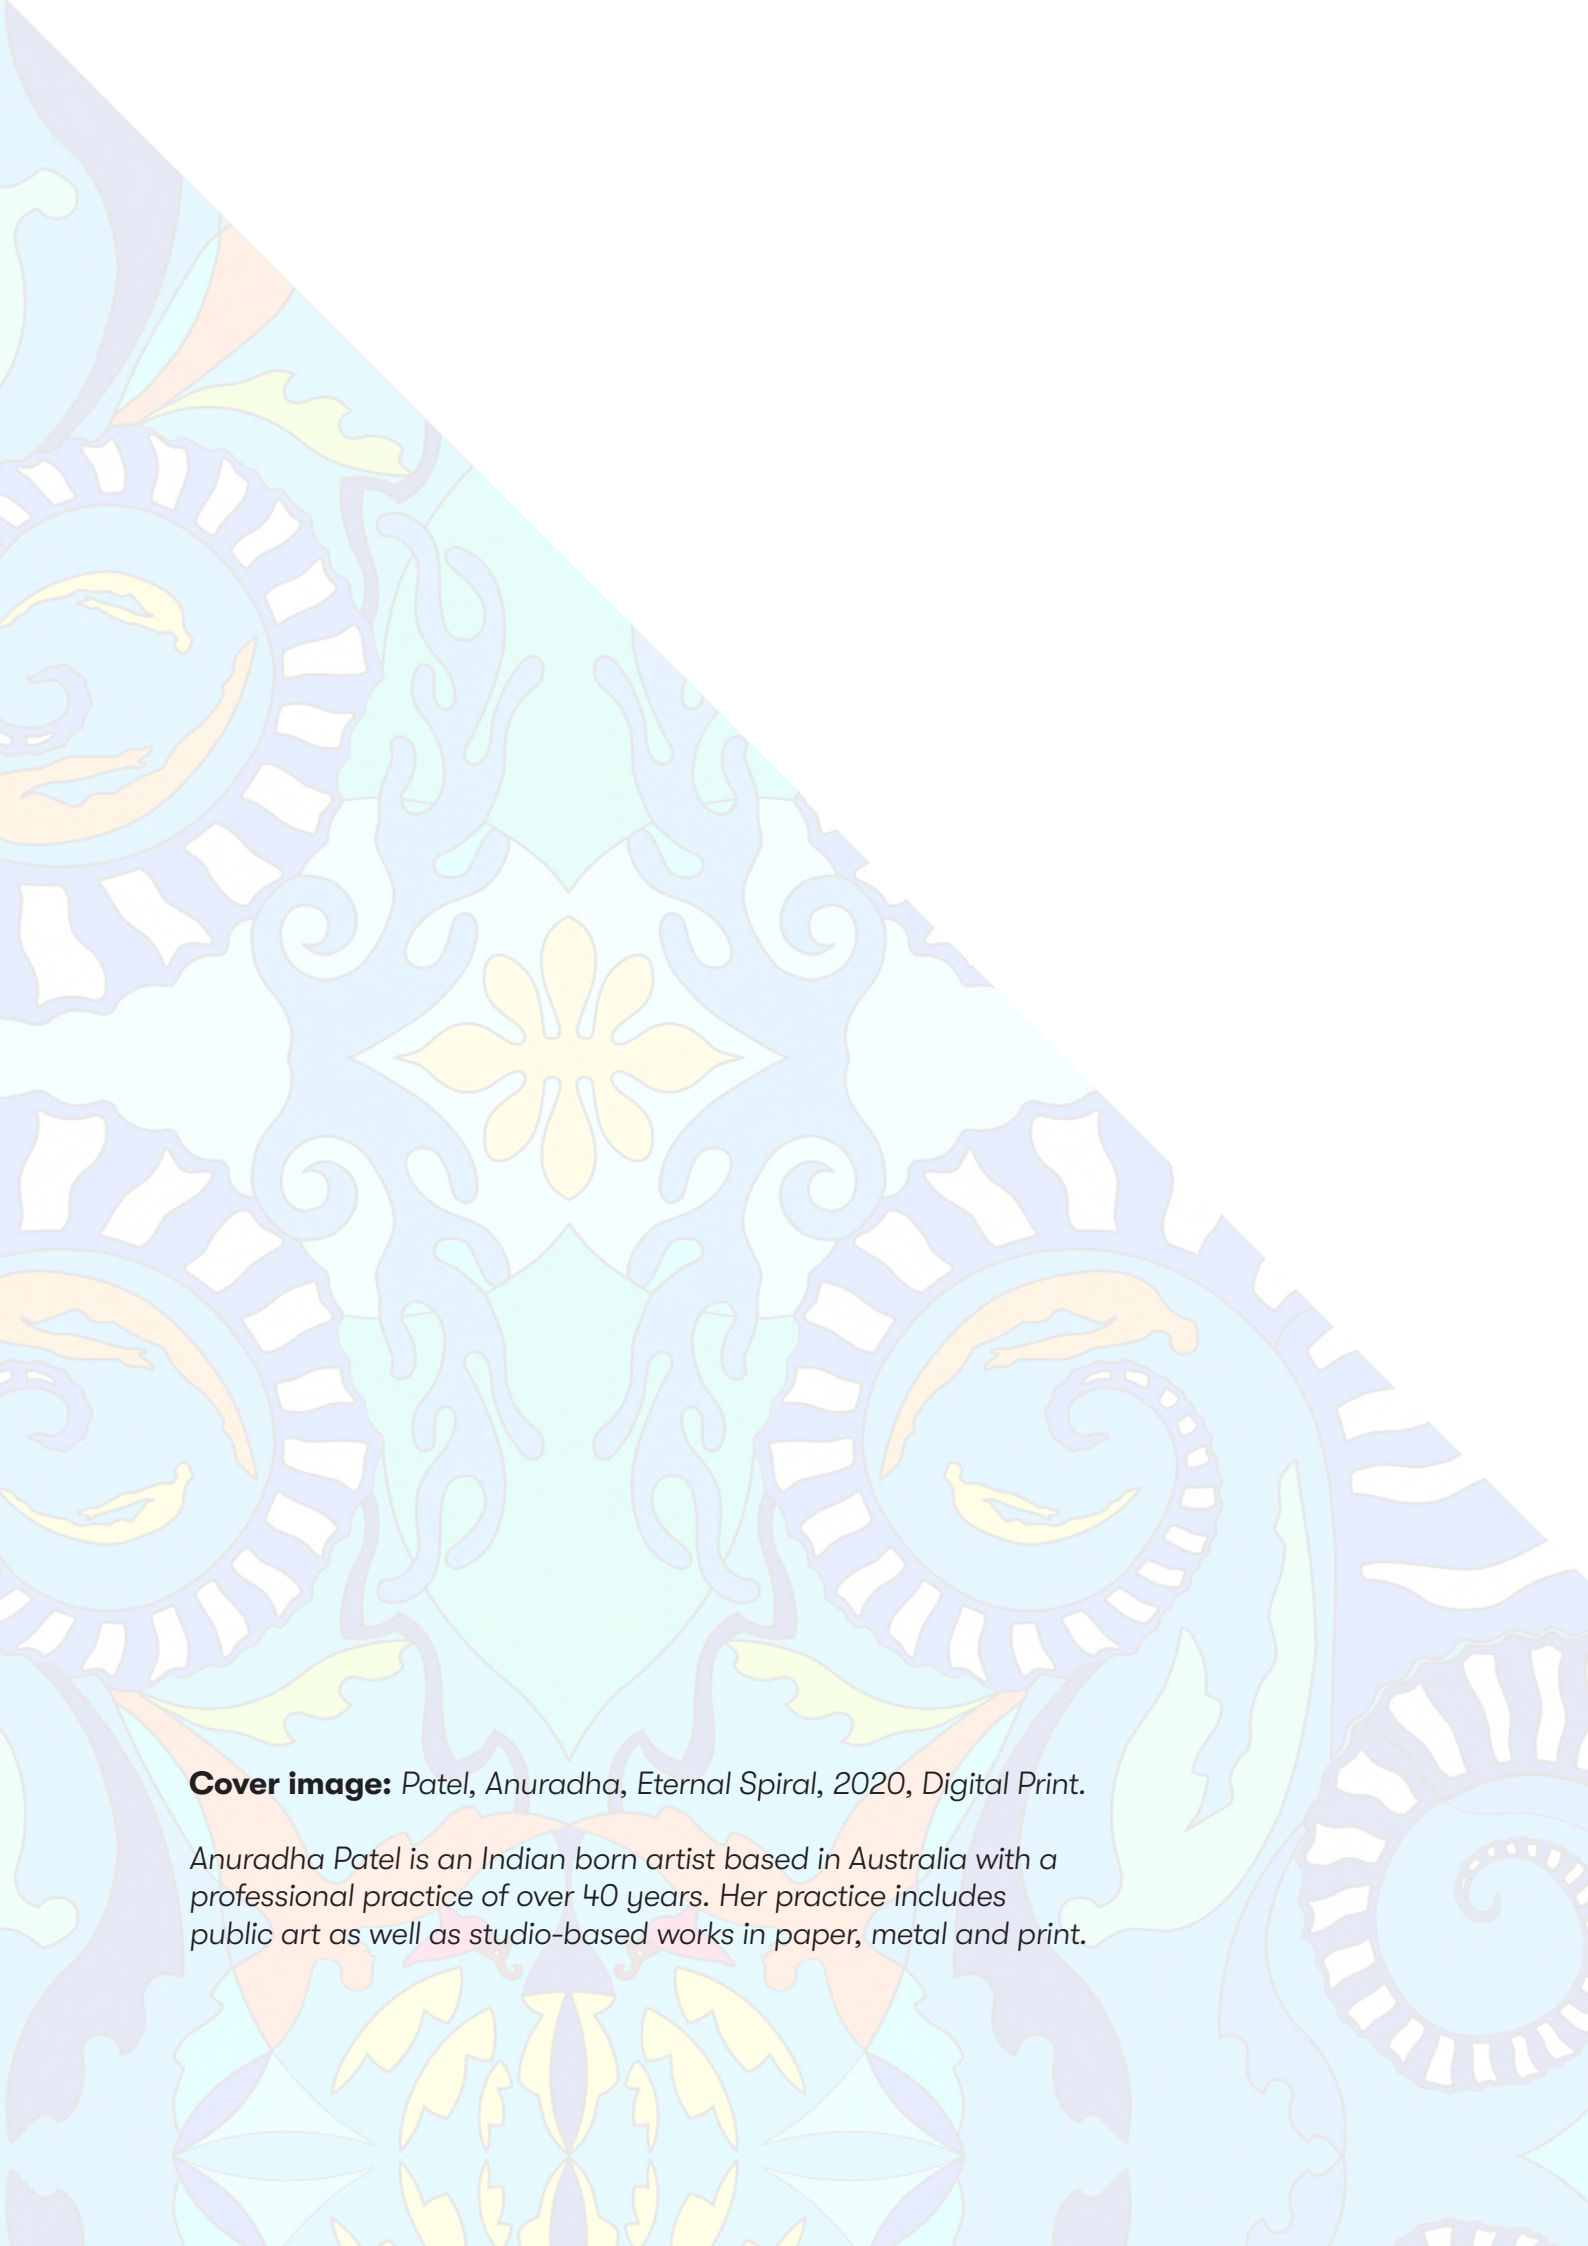 Cover image: Patel, Anuradha, Eternal Spiral, 2020, Digital Print.
Anuradha Patel is an Indian born artist based in Australia with a
professional practice of over 40 years. Her practice includes
public art as well as studio-based works in paper, metal and print.